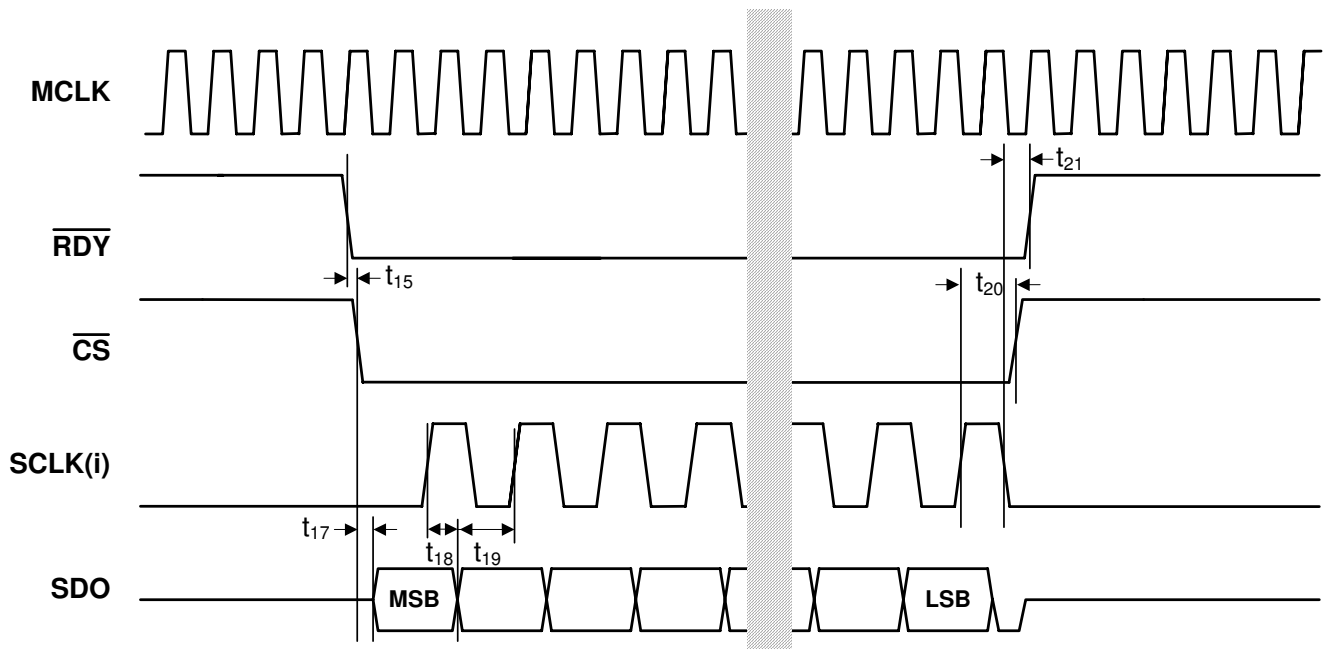 MCLK
t21
RDY
t15
t20
CS
SCLK(i)
t17
t18
t19
SDO
MSB
LSB